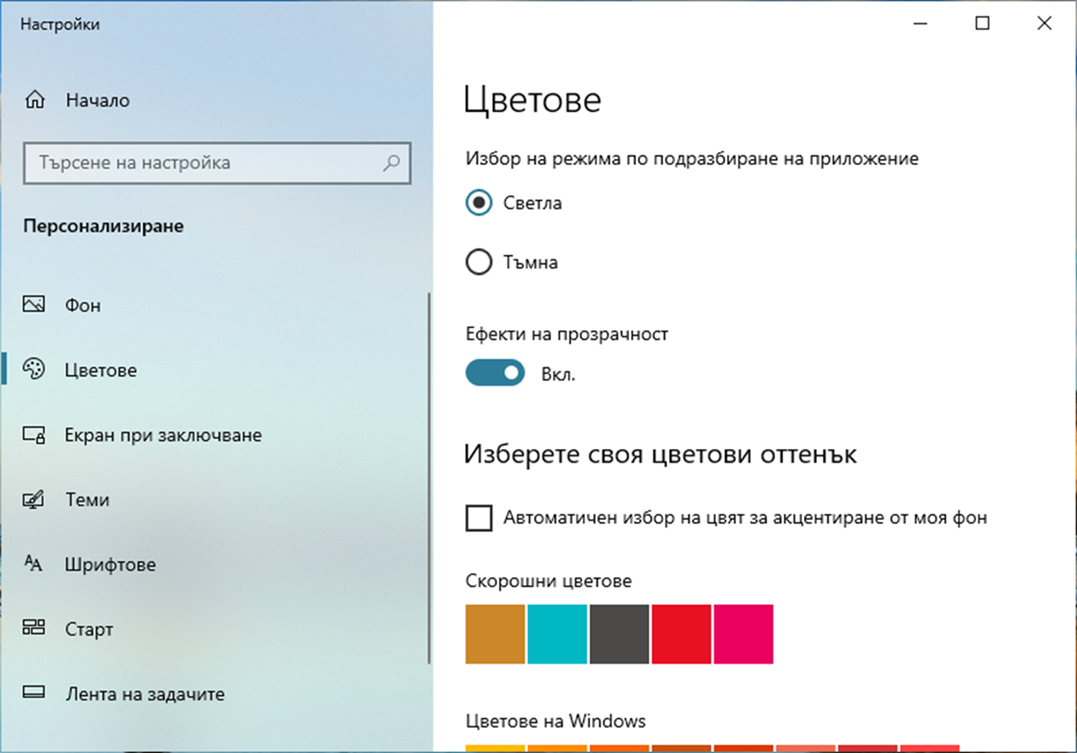 Настройки
Начало
Търсене на настройка
Персонализиране
Фон
Цветове
Екран при заключване
Теми
Шрифтове
Старт
Лента на задачите
Цветове
Избор на режима по подразбиране на приложение
Светла
Тъмна
Ефекти на прозрачност
Вкл.
Изберете своя цветови оттенък
Автоматичен избор на цвят за акцентиране от моя фон
Скорошни цветове
Цветове на Windows